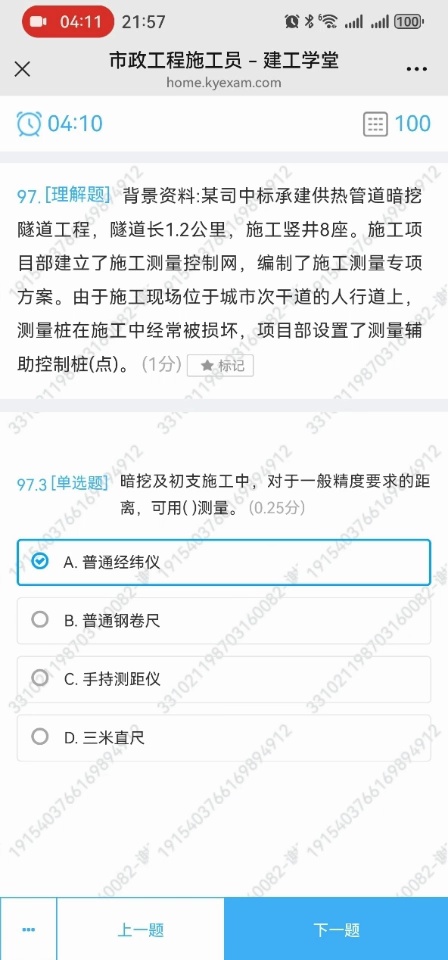 04:11 21:57 6 100
市政工程施工员 - 建工学堂
home.kyexam.com
04:10 100
97. [理解题] 背景资料:某司中标承建供热管道暗挖
隧道工程，隧道长1.2公里，施工竖井8座。施工项
目部建立了施工测量控制网，编制了施工测量专项
方案。由于施工现场位于城市次干道的人行道上，
测量桩在施工中经常被损坏，项目部设置了测量辅
助控制桩(点)。 (1分) ★ 标记
97.3 [单选题] 暗挖及初支施工中，对于一般精度要求的距
离，可用( )测量。 (0.25分)
A. 普通经纬仪
B. 普通钢卷尺
C. 手持测距仪
D. 三米直尺
上一题 下一题